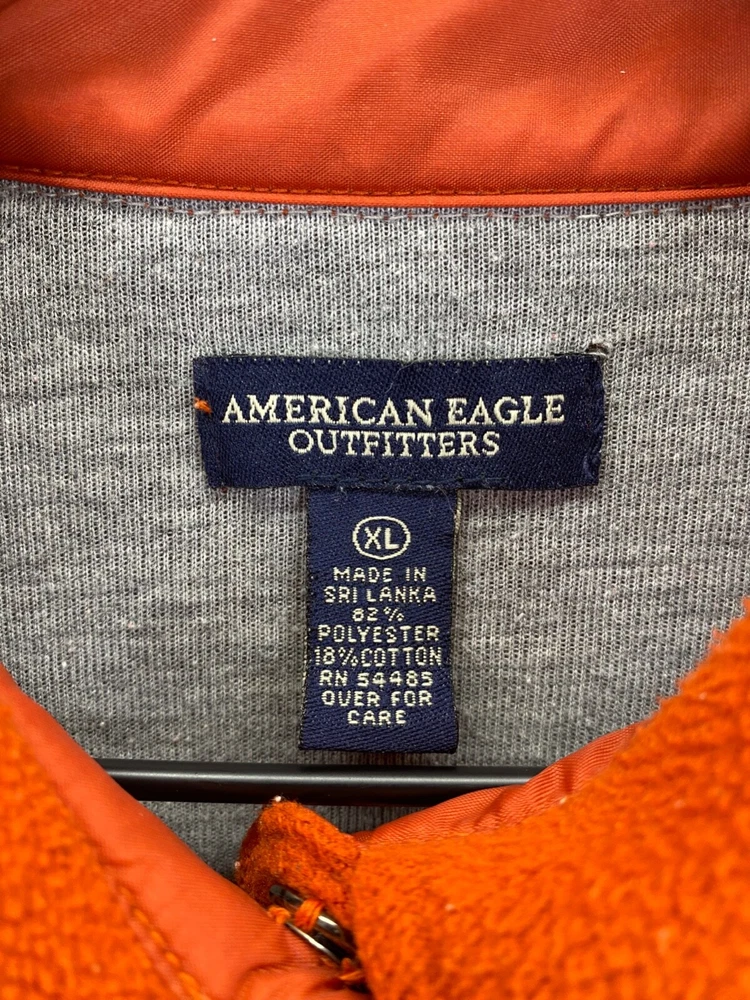 AMERICAN EAGLE
OUTFITTERS
XL
MADE IN
SRI LANKA
82%
POLYESTER
18%COTTON
RN 54485
OVER FOR
CARE